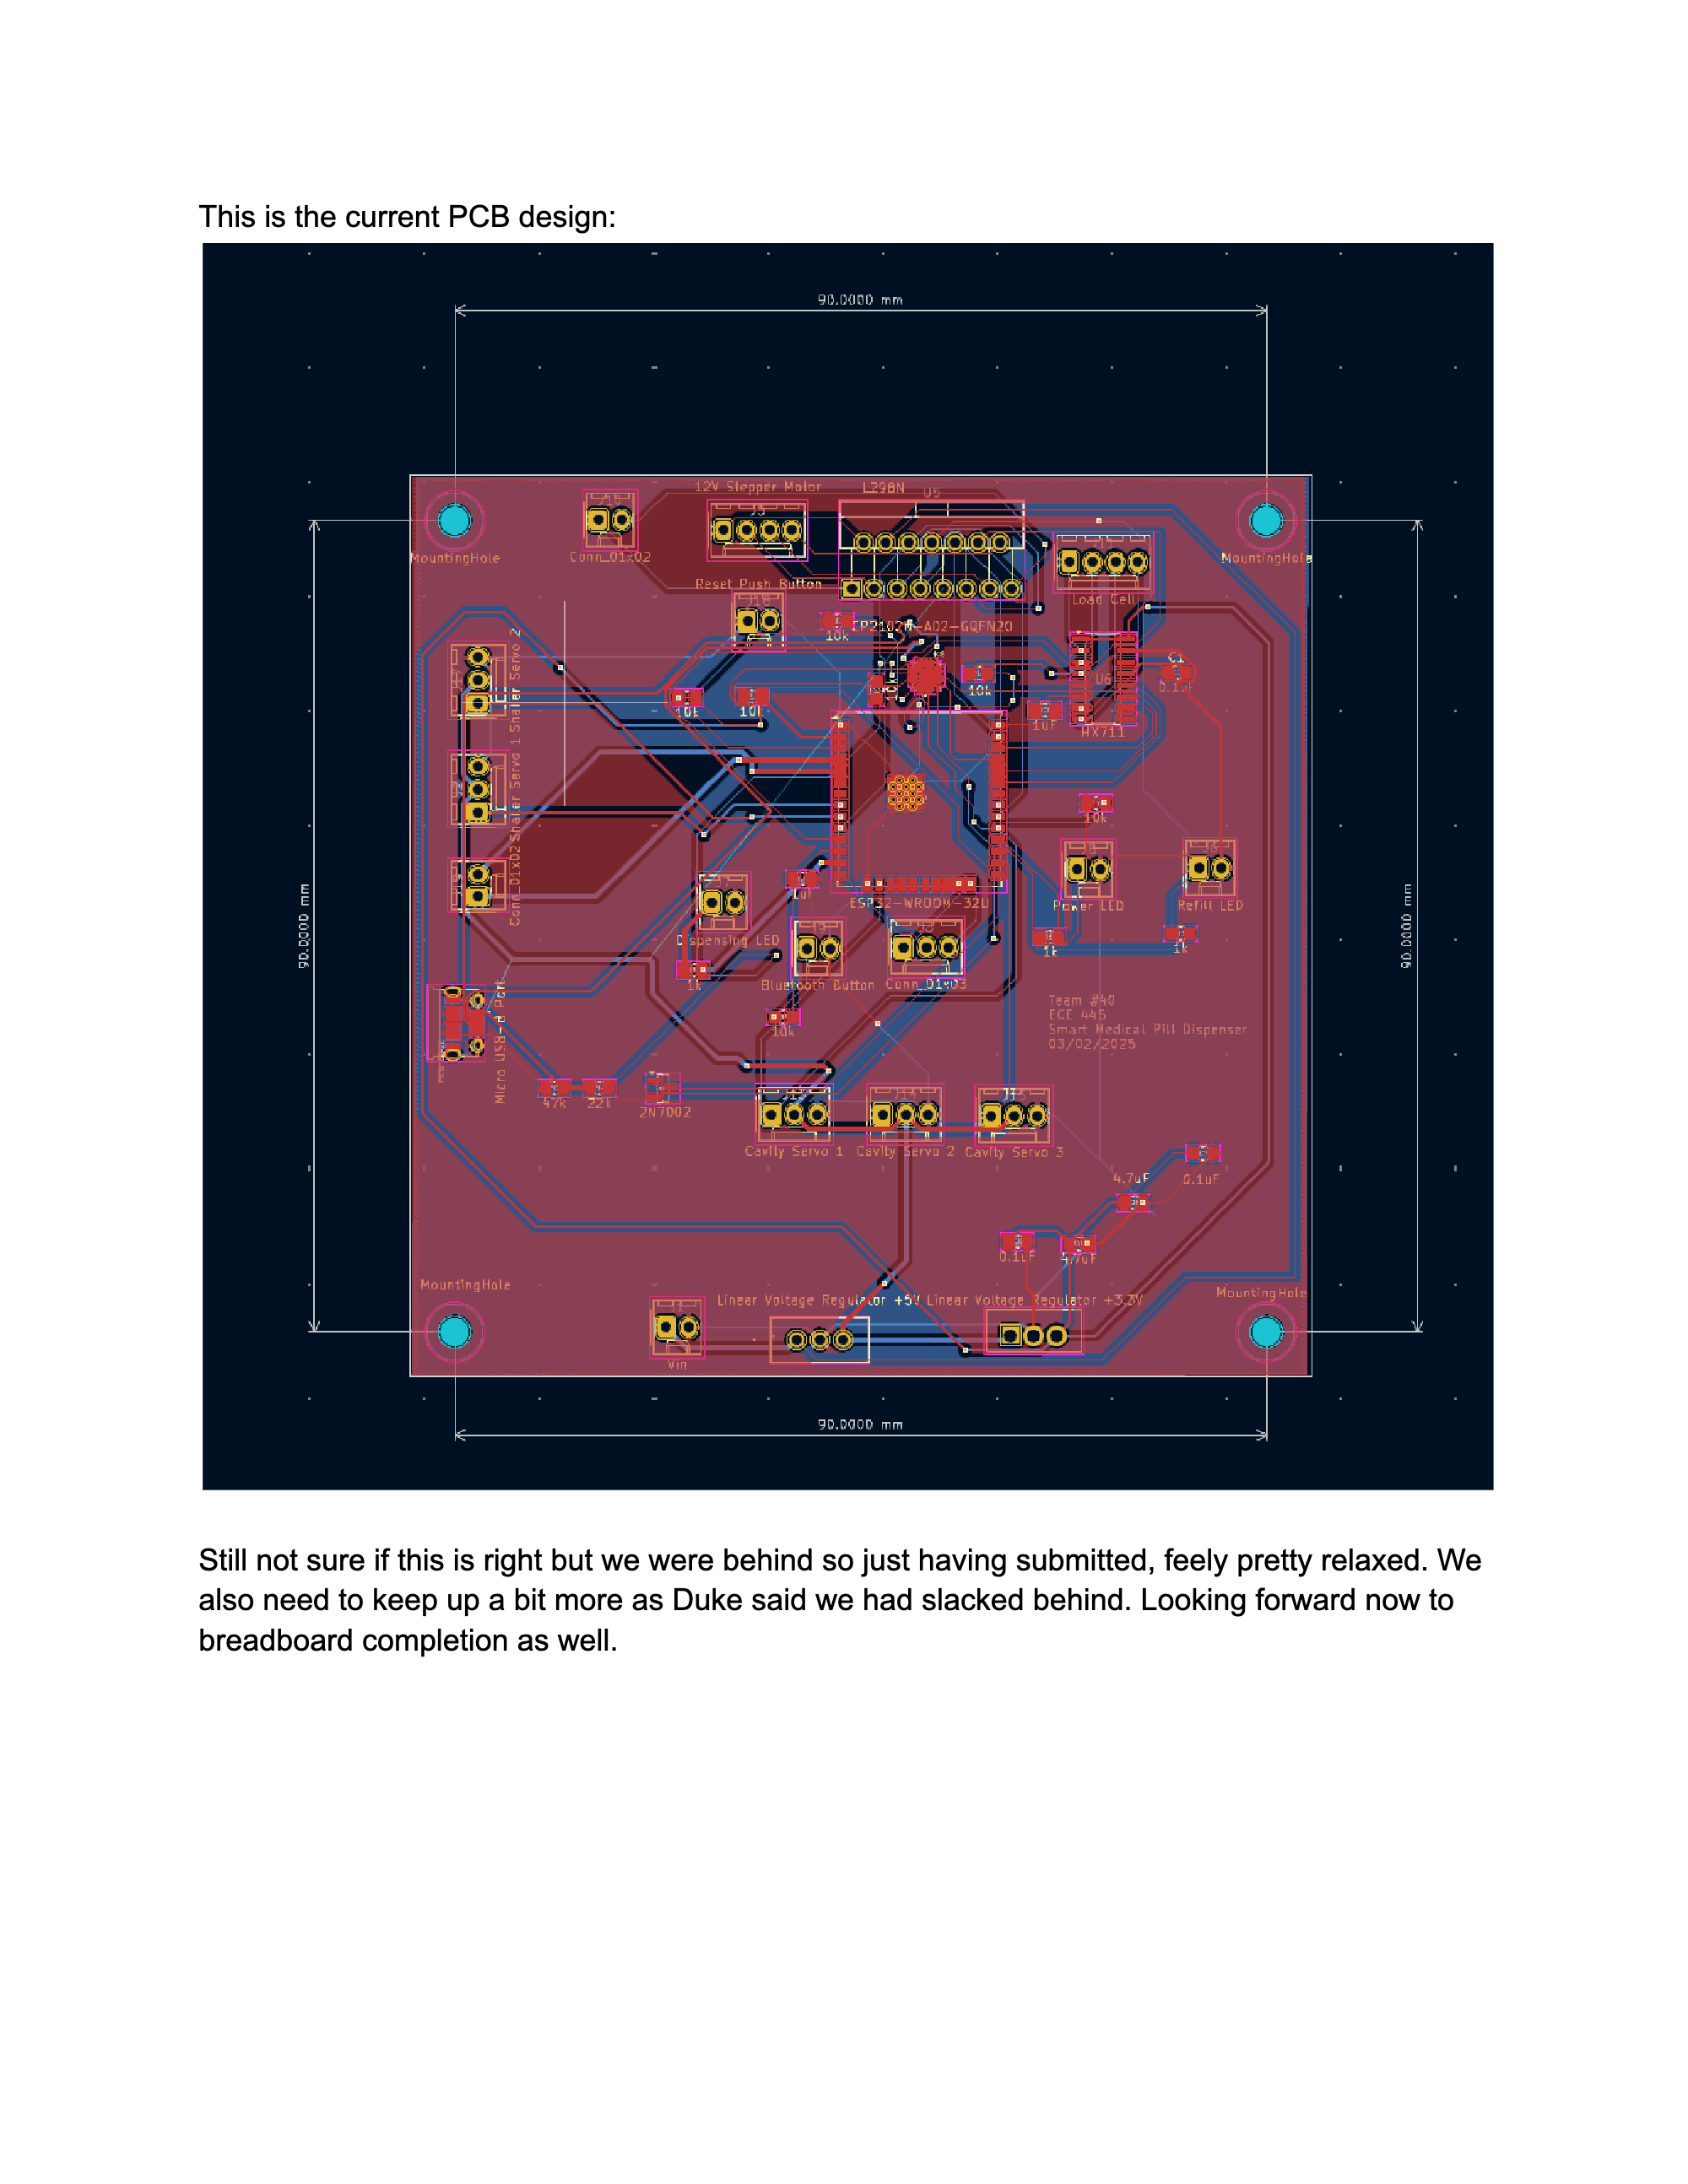 This is the current PCB design:
90.0000 mm
12V Stepper Motor
L298N
U5
J10
J5
MountingHole
Conn_01x02
MountingHole
Reset Push Button
Load Cell
10k
CP2102N-A02-GQFN20
Shaker Servo 2
C1
10k
0.1uF
U6
10k
10k
10uF
HX711
Shaker Servo 1
10k
Conn_01x02
1uF
ESP32-WROOM-32U
Power LED
Refill LED
90.0000 mm
90.0000 mm
Dispensing LED
1k
1k
1k
Bluetooth Button
Conn_01x03
Team #40
ECE 445
Smart Medical Pill Dispenser
03/02/2025
10k
Micro USB-B Port
47k
22k
2N7002
Cavity Servo 1
Cavity Servo 2
Cavity Servo 3
4.7uF
0.1uF
0.1uF
4.7uF
MountingHole
MountingHole
Linear Voltage Regulator +5V
Linear Voltage Regulator +3.3V
Vin
90.0000 mm
Still not sure if this is right but we were behind so just having submitted, feely pretty relaxed. We
also need to keep up a bit more as Duke said we had slacked behind. Looking forward now to
breadboard completion as well.